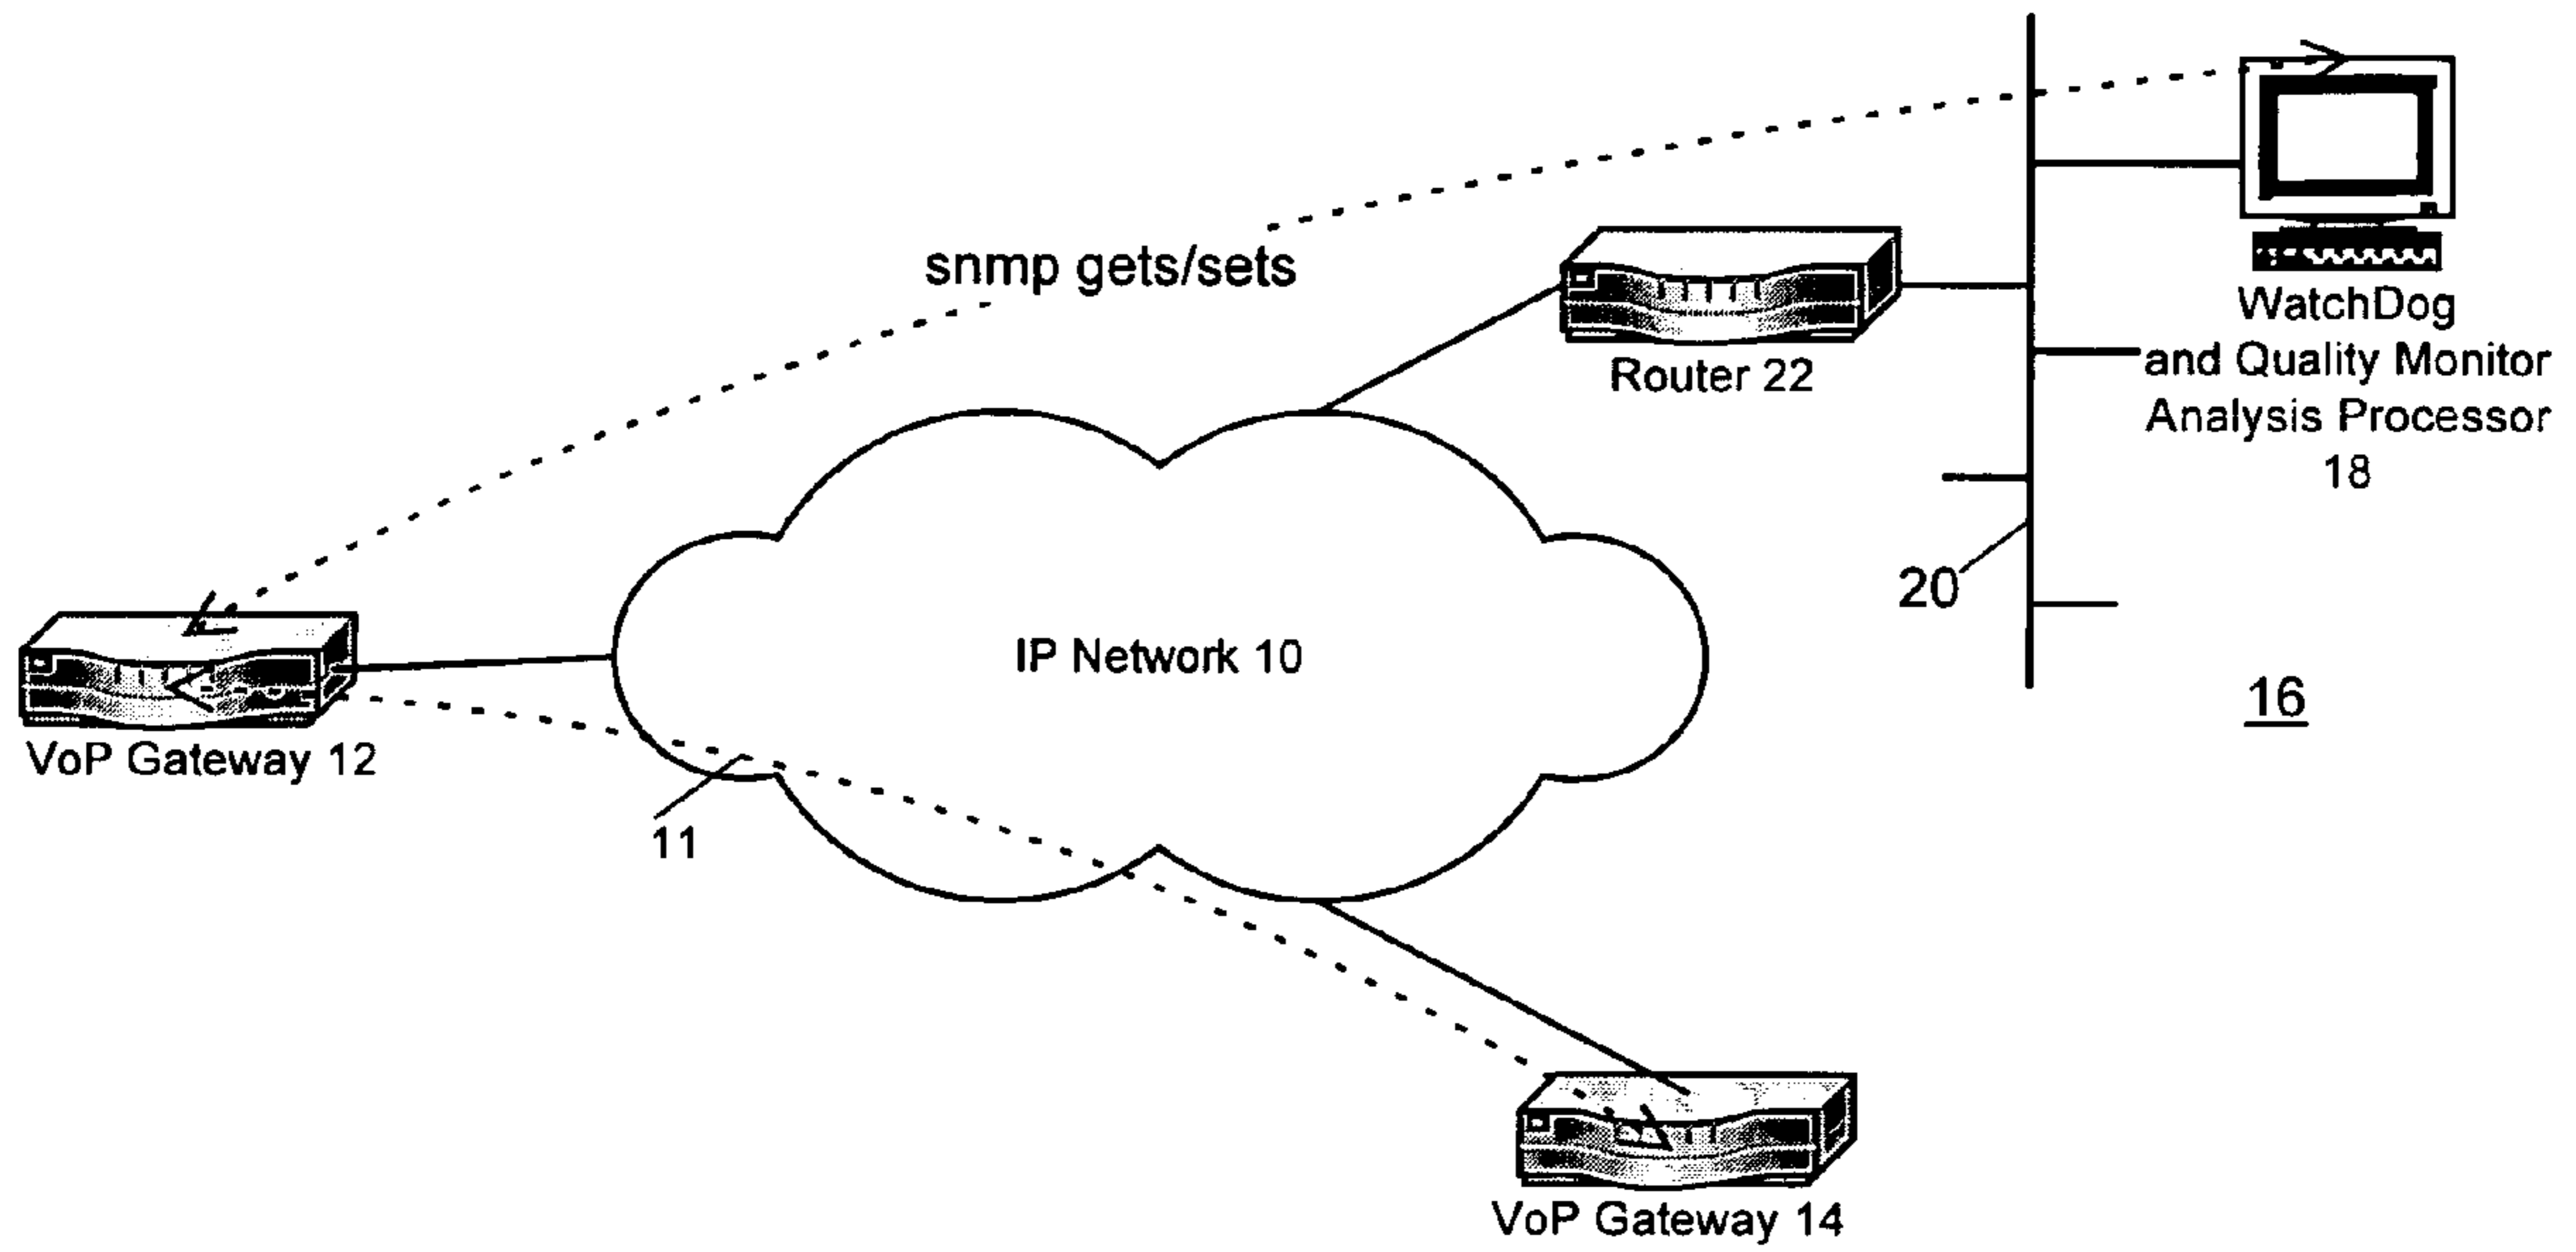 snmp gets/sets
WatchDog
and Quality Monitor
Analysis Processor
18
Router 22
20
IP Network 10
16
VoP Gateway 12
11
VoP Gateway 14